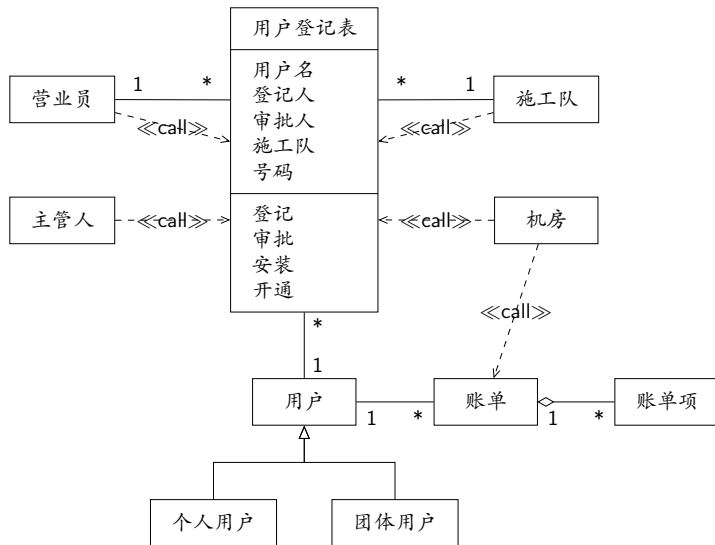 用户登记表
用户名
登记人
审批人
施工队
号码
登记
审批
安装
开通
营业员
1
*
≪call≫
*
1
施工队
≪call≫
主管人
≪call≫
≪call≫
机房
≪call≫
*
1
用户
1
*
账单
1
*
账单项
个人用户
团体用户